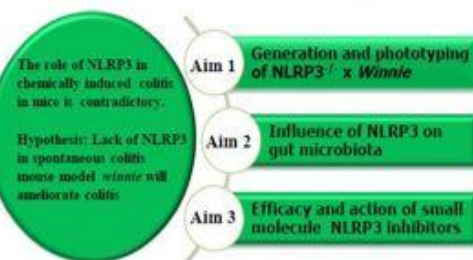 The role of NLRP3 in
chemically induced colitis
in mice is contradictory.
Hypothesis: Lack of NLRP3
in spontaneous colitis
mouse model winnie will
ameliorate colitis
Aim 1
Generation and phototyping
of NLRP3-/- x Winnie
Aim 2
Influence of NLRP3 on
gut microbiota
Aim 3
Efficacy and action of small
molecule NLRP3 inhibitors